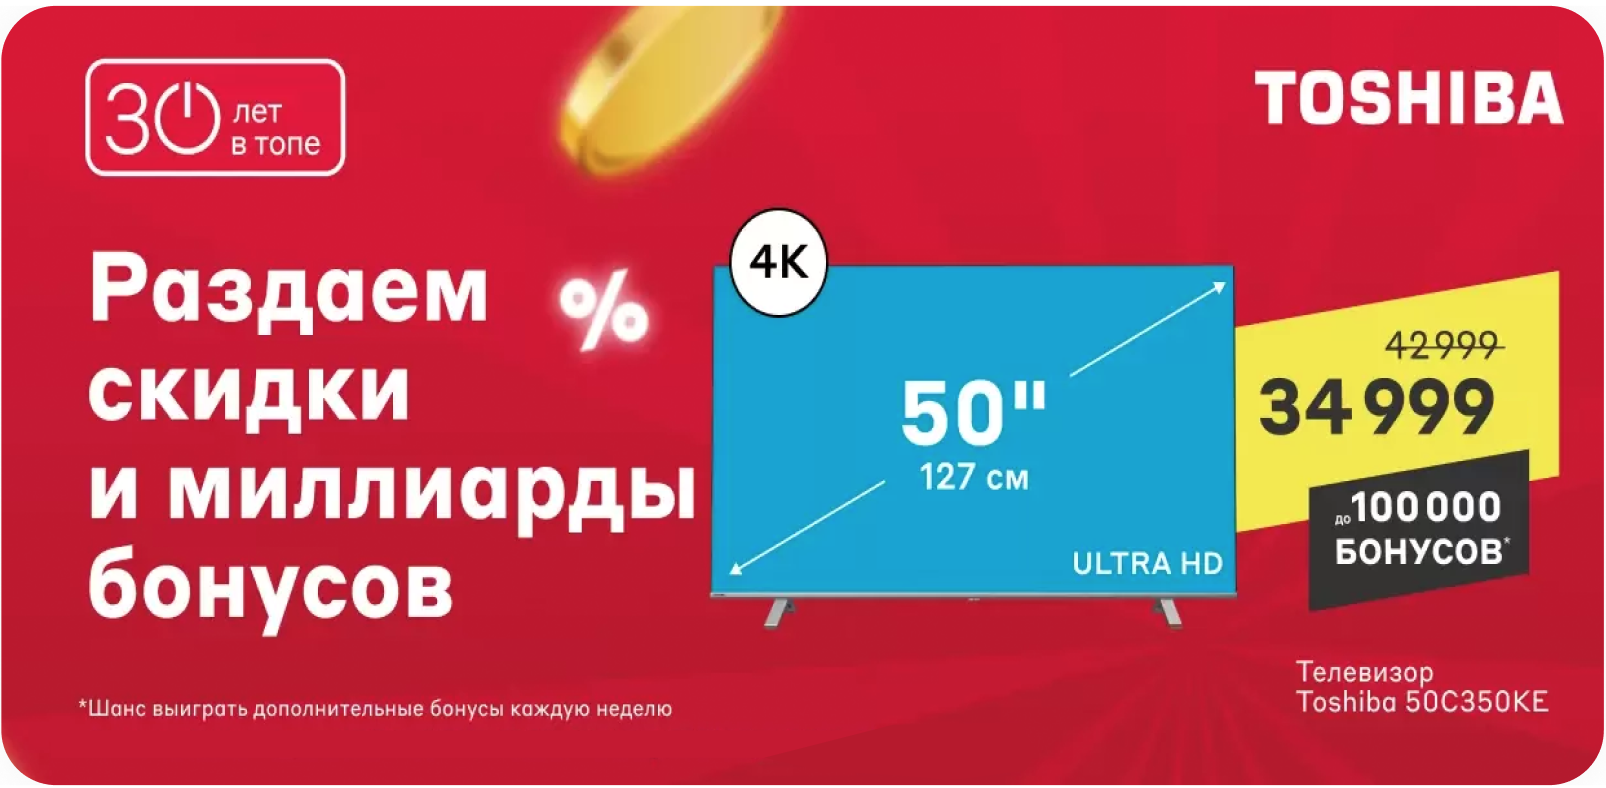 30 лет
в топе
TOSHIBA
Раздаем %
скидки
и миллиарды
бонусов
4K
50"
127 см
ULTRA HD
42 999
34 999
до 100 000
БОНУСОВ*
Телевизор
Toshiba 50C350KE
*Шанс выиграть дополнительные бонусы каждую неделю